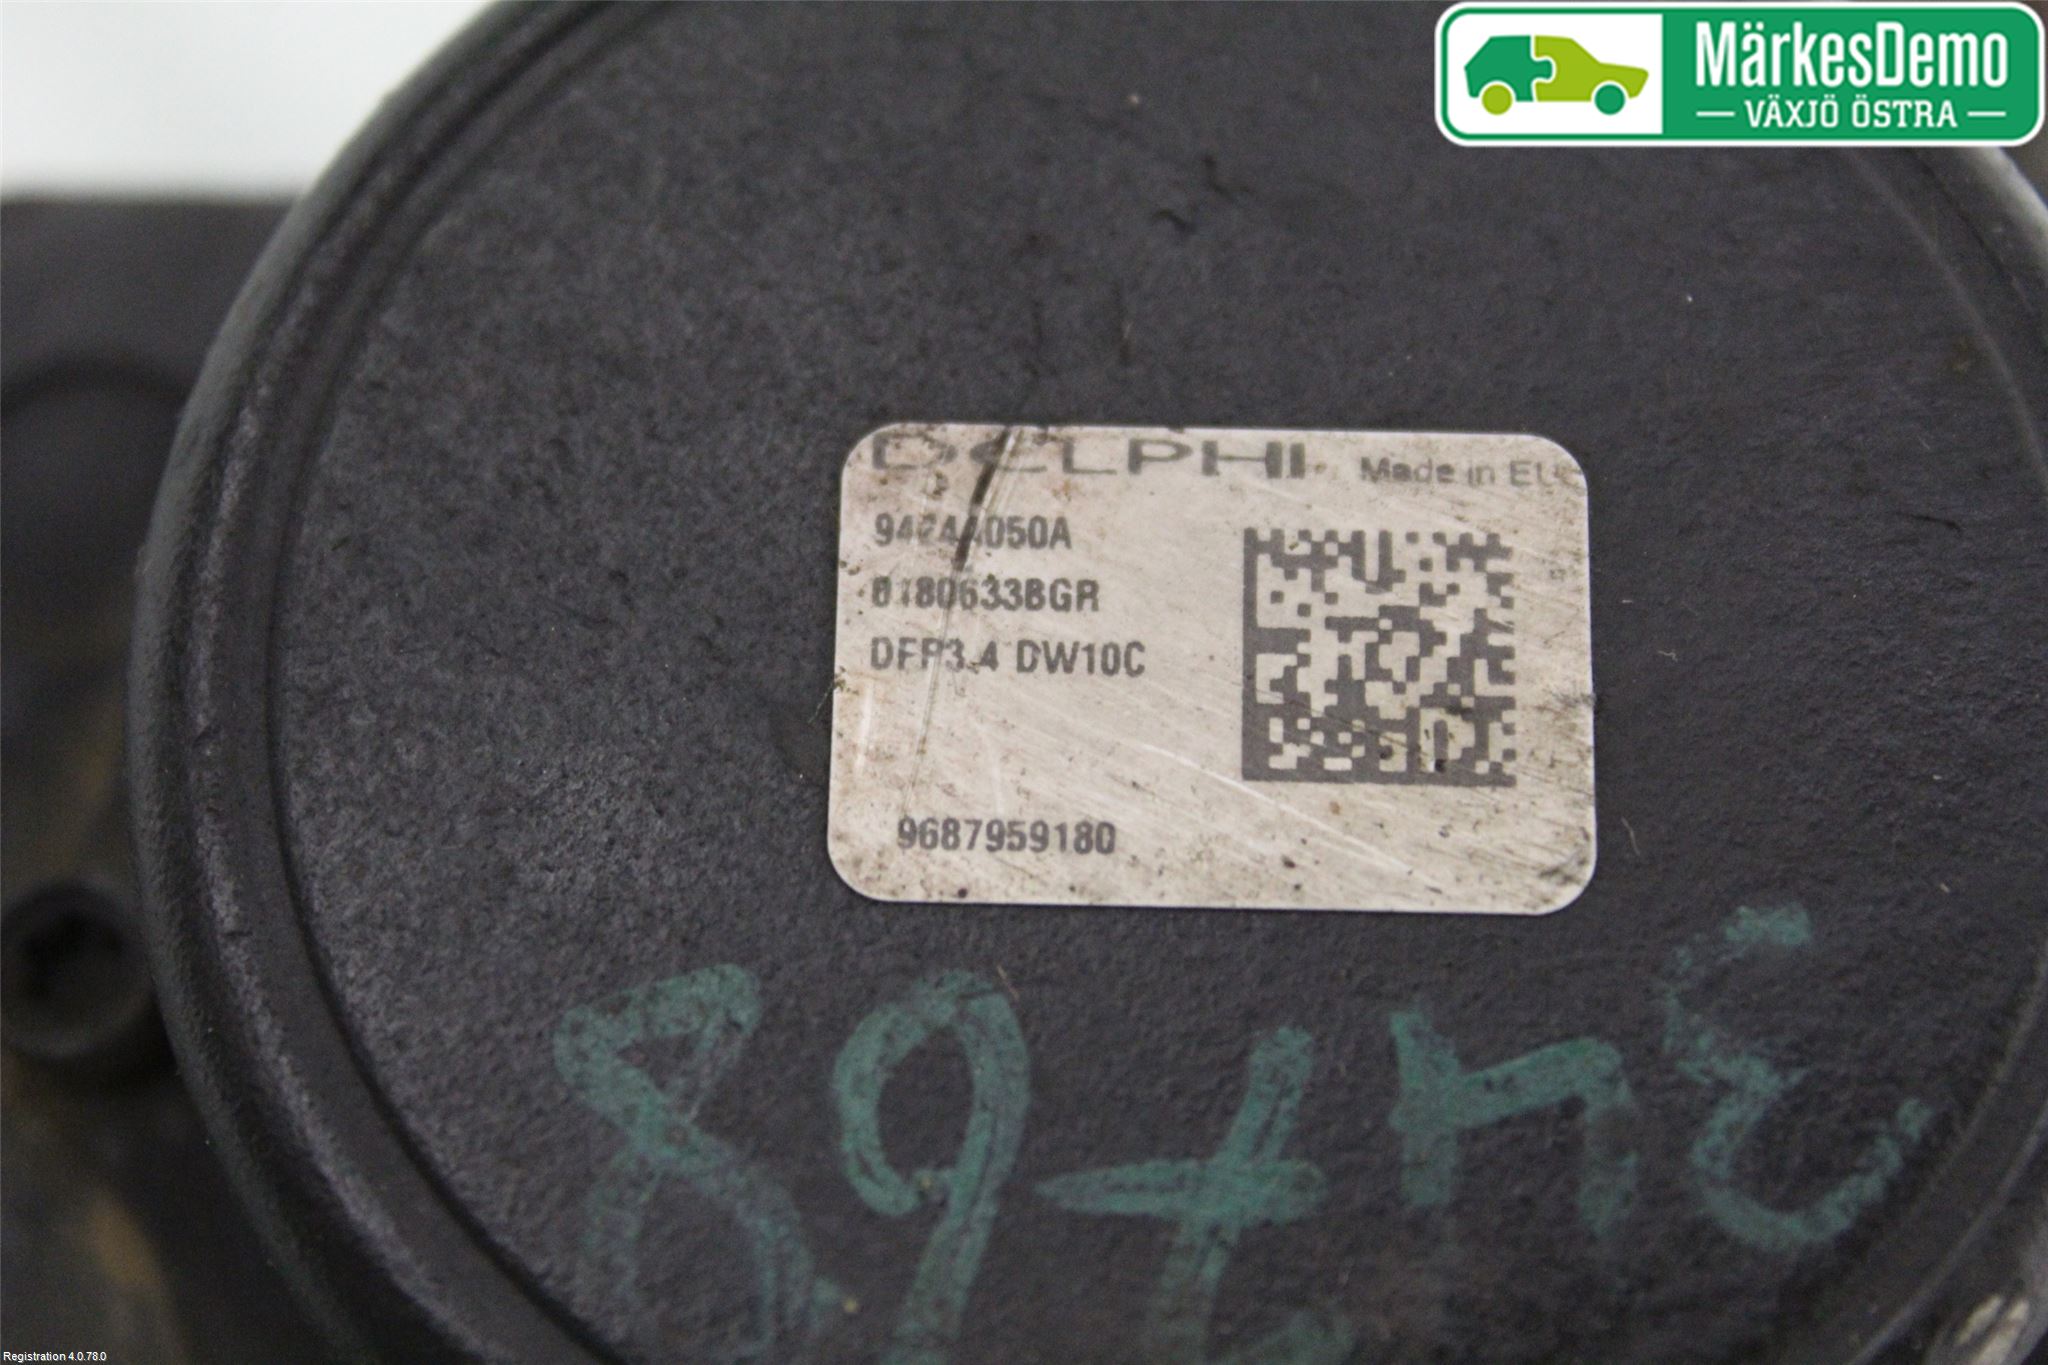 MärkesDemo
VÄXJÖ ÖSTRA
DELPHI Made in EU
9424A050A
DFP3.4 DW10C
9687959180
Registration 4.0.78.0